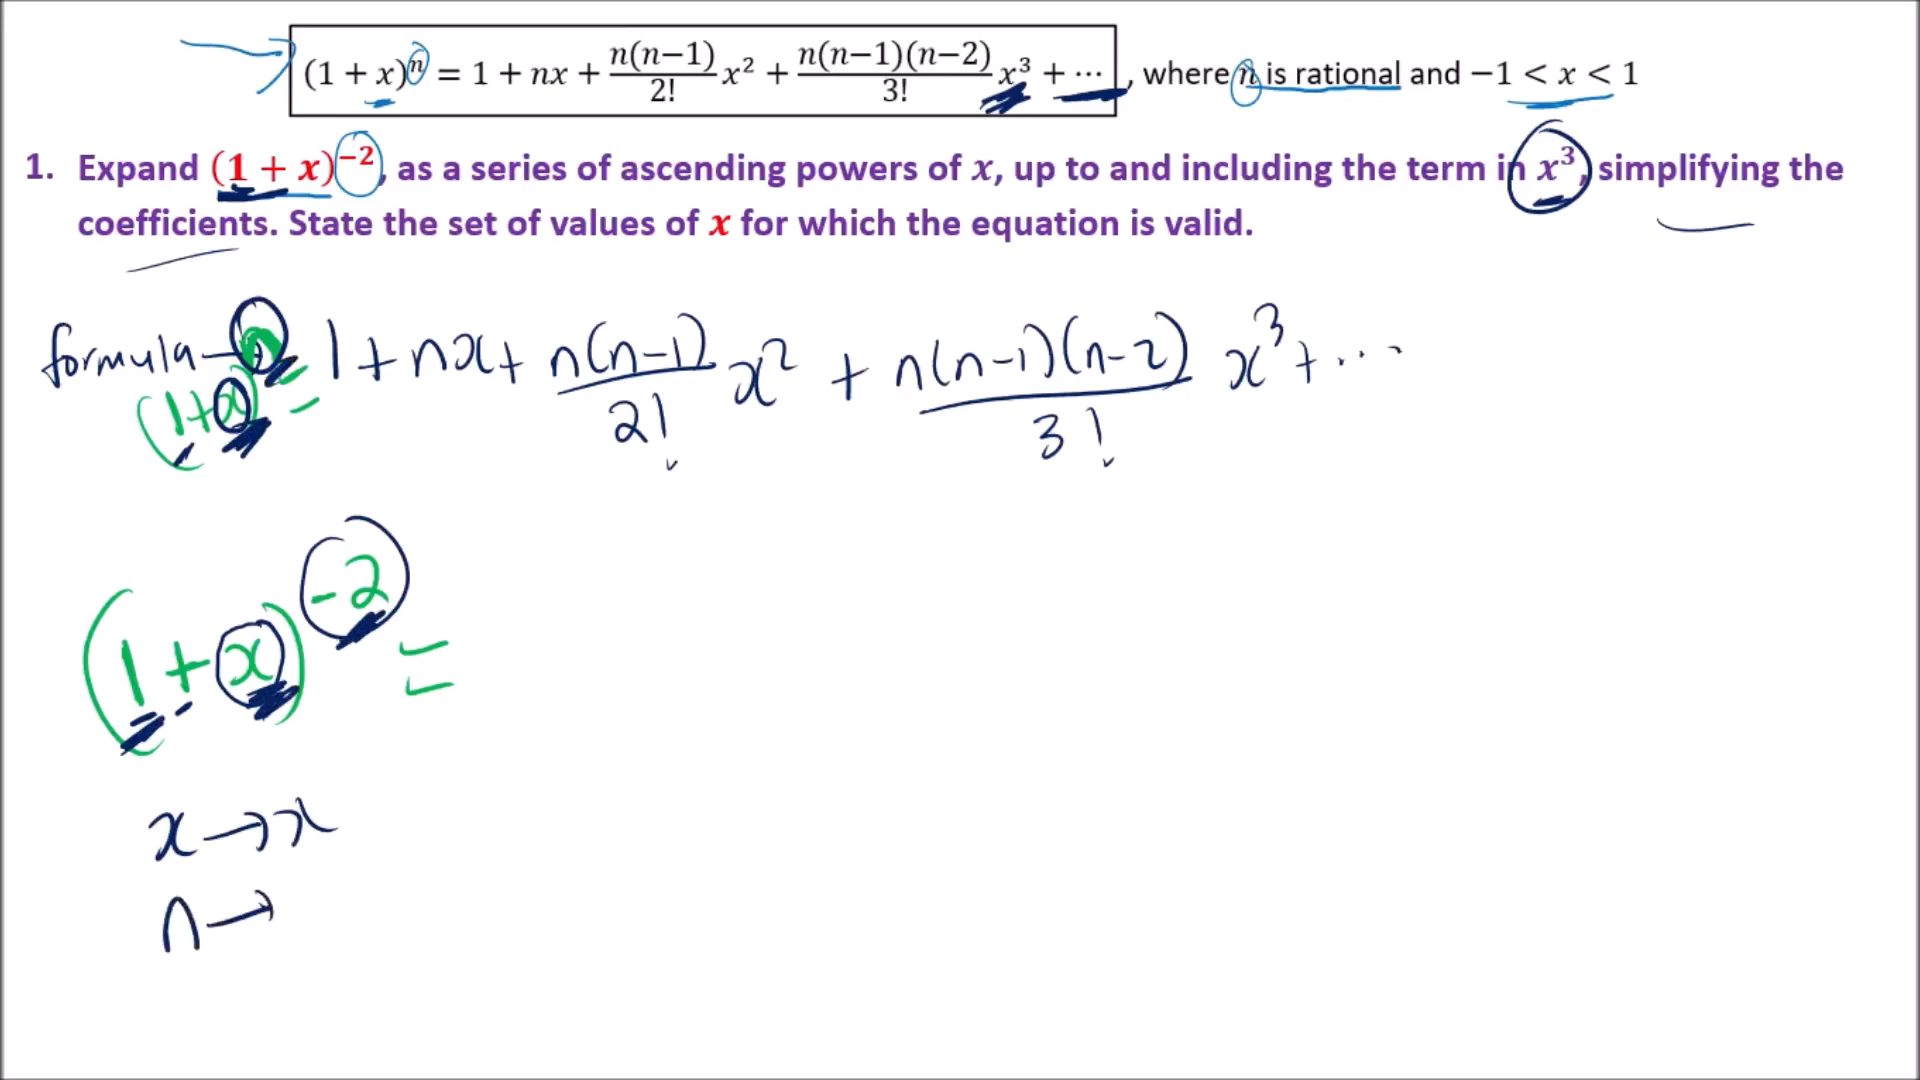 (1 + x)ⁿ = 1 + nx + n(n−1)/2! x² + n(n−1)(n−2)/3! x³ + ⋯ , where n is rational and −1 < x < 1
1. Expand (1 + x)⁻², as a series of ascending powers of x, up to and including the term in x³, simplifying the
coefficients. State the set of values of x for which the equation is valid.
formula → 1 + nx + n(n-1)/2! x² + n(n-1)(n-2)/3! x³ + ...
(1+x)ⁿ =
(1+x)⁻² =
x → x
n →